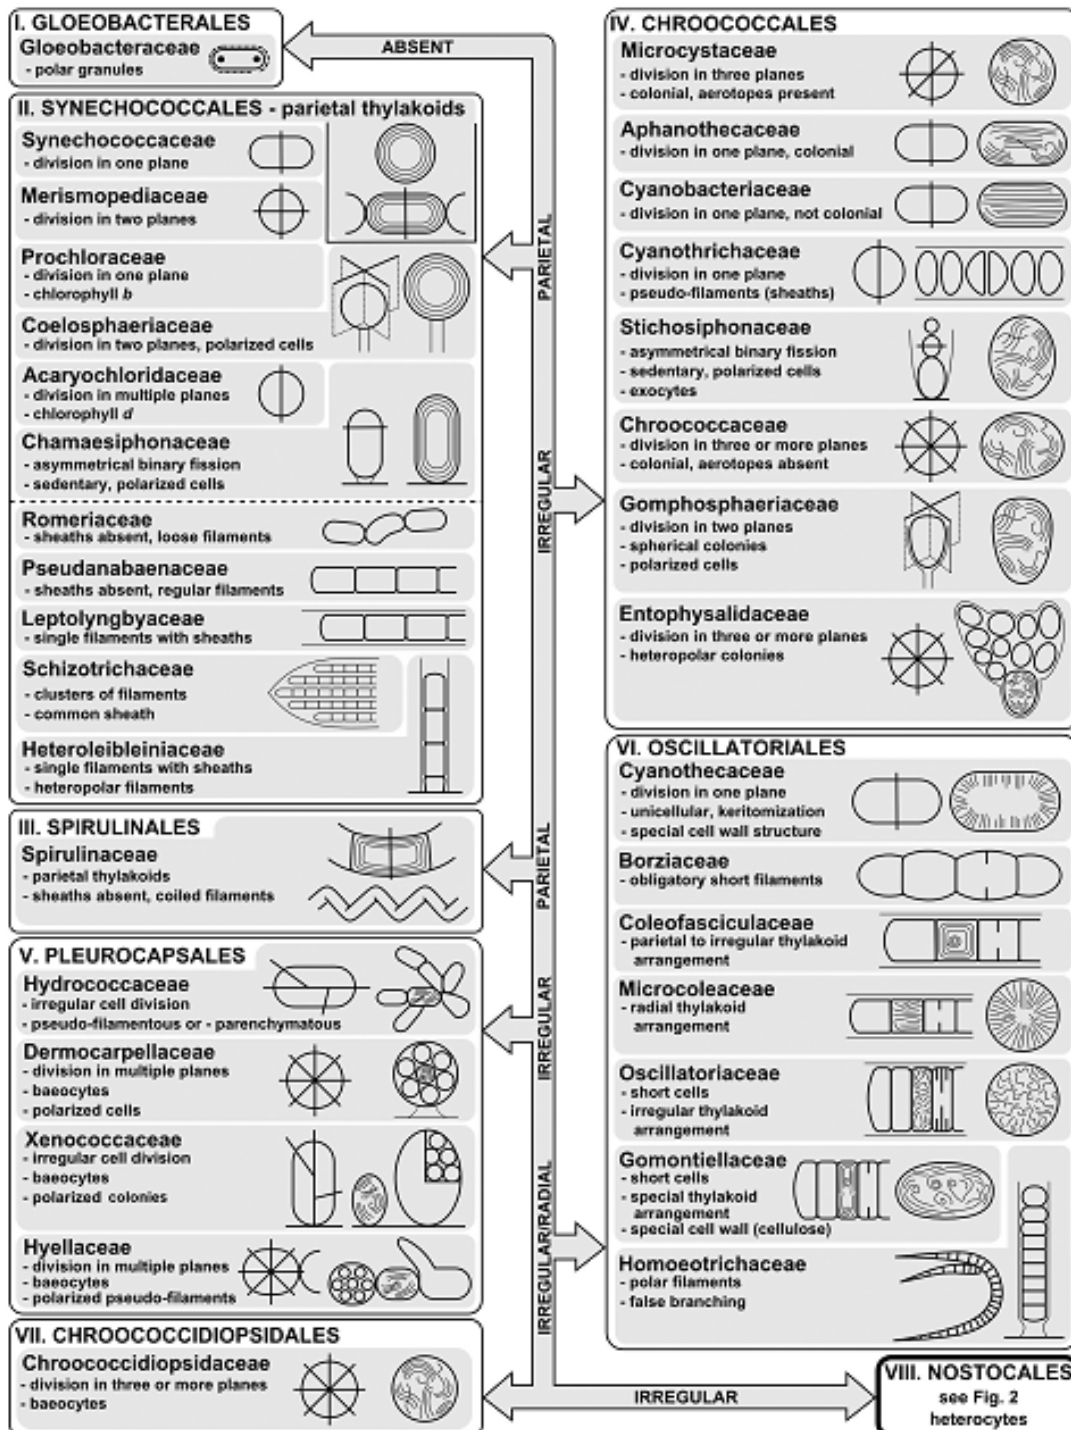 I. GLOEOBACTERALES
Gloeobacteraceae
- polar granules
ABSENT
II. SYNECHOCOCCALES - parietal thylakoids
Synechococcaceae
- division in one plane
Merismopediaceae
- division in two planes
Prochloraceae
- division in one plane
- chlorophyll b
Coelosphaeriaceae
- division in two planes, polarized cells
Acaryochloridaceae
- division in multiple planes
- chlorophyll d
Chamaesiphonaceae
- asymmetrical binary fission
- sedentary, polarized cells
Romeriaceae
- sheaths absent, loose filaments
Pseudanabaenaceae
- sheaths absent, regular filaments
Leptolyngbyaceae
- single filaments with sheaths
Schizotrichaceae
- clusters of filaments
- common sheath
Heteroleibleiniaceae
- single filaments with sheaths
- heteropolar filaments
PARIETAL
IRREGULAR
III. SPIRULINALES
Spirulinaceae
- parietal thylakoids
- sheaths absent, coiled filaments
PARIETAL
V. PLEUROCAPSALES
Hydrococcaceae
- irregular cell division
- pseudo-filamentous or - parenchymatous
Dermocarpellaceae
- division in multiple planes
- baeocytes
- polarized cells
Xenococcaceae
- irregular cell division
- baeocytes
- polarized colonies
Hyellaceae
- division in multiple planes
- baeocytes
- polarized pseudo-filaments
IRREGULAR
IRREGULAR/RADIAL
VII. CHROOCOCCIDIOPSIDALES
Chroococcidiopsidaceae
- division in three or more planes
- baeocytes
IRREGULAR
IV. CHROOCOCCALES
Microcystaceae
- division in three planes
- colonial, aerotopes present
Aphanothecaceae
- division in one plane, colonial
Cyanobacteriaceae
- division in one plane, not colonial
Cyanothrichaceae
- division in one plane
- pseudo-filaments (sheaths)
Stichosiphonaceae
- asymmetrical binary fission
- sedentary, polarized cells
- exocytes
Chroococcaceae
- division in three or more planes
- colonial, aerotopes absent
Gomphosphaeriaceae
- division in two planes
- spherical colonies
- polarized cells
Entophysalidaceae
- division in three or more planes
- heteropolar colonies
VI. OSCILLATORIALES
Cyanothecaceae
- division in one plane
- unicellular, keritomization
- special cell wall structure
Borziaceae
- obligatory short filaments
Coleofasciculaceae
- parietal to irregular thylakoid
arrangement
Microcoleaceae
- radial thylakoid
arrangement
Oscillatoriaceae
- short cells
- irregular thylakoid
arrangement
Gomontiellaceae
- short cells
- special thylakoid
arrangement
- special cell wall (cellulose)
Homoeotrichaceae
- polar filaments
- false branching
VIII. NOSTOCALES
see Fig. 2
heterocytes